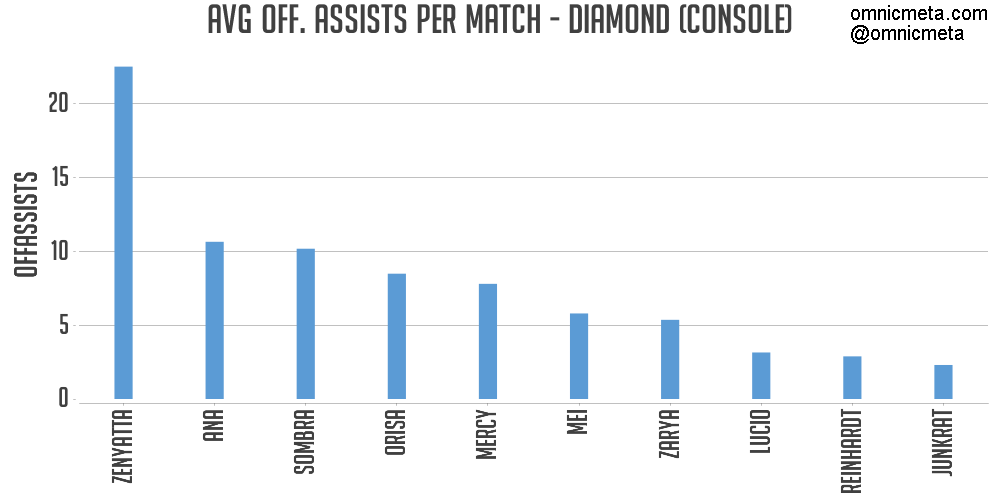 AVG OFF. ASSISTS PER MATCH - DIAMOND (CONSOLE)
omnicmeta.com
@omnicmeta
OFFASSISTS
20
15
10
5
0
ZENYATTA
ANA
SOMBRA
ORISA
MERCY
MEI
ZARYA
LUCIO
REINHARDT
JUNKRAT